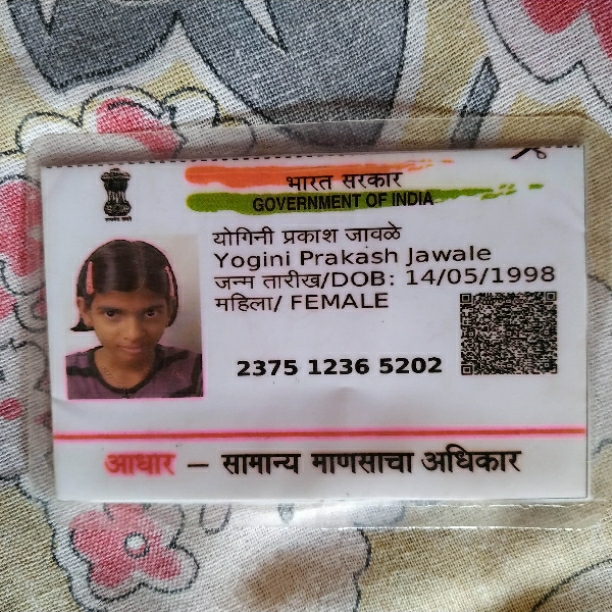 भारत सरकार
GOVERNMENT OF INDIA
योगिनी प्रकाश जावळे
Yogini Prakash Jawale
जन्म तारीख/DOB: 14/05/1998
महिला/ FEMALE
2375 1236 5202
आधार – सामान्य माणसाचा अधिकार